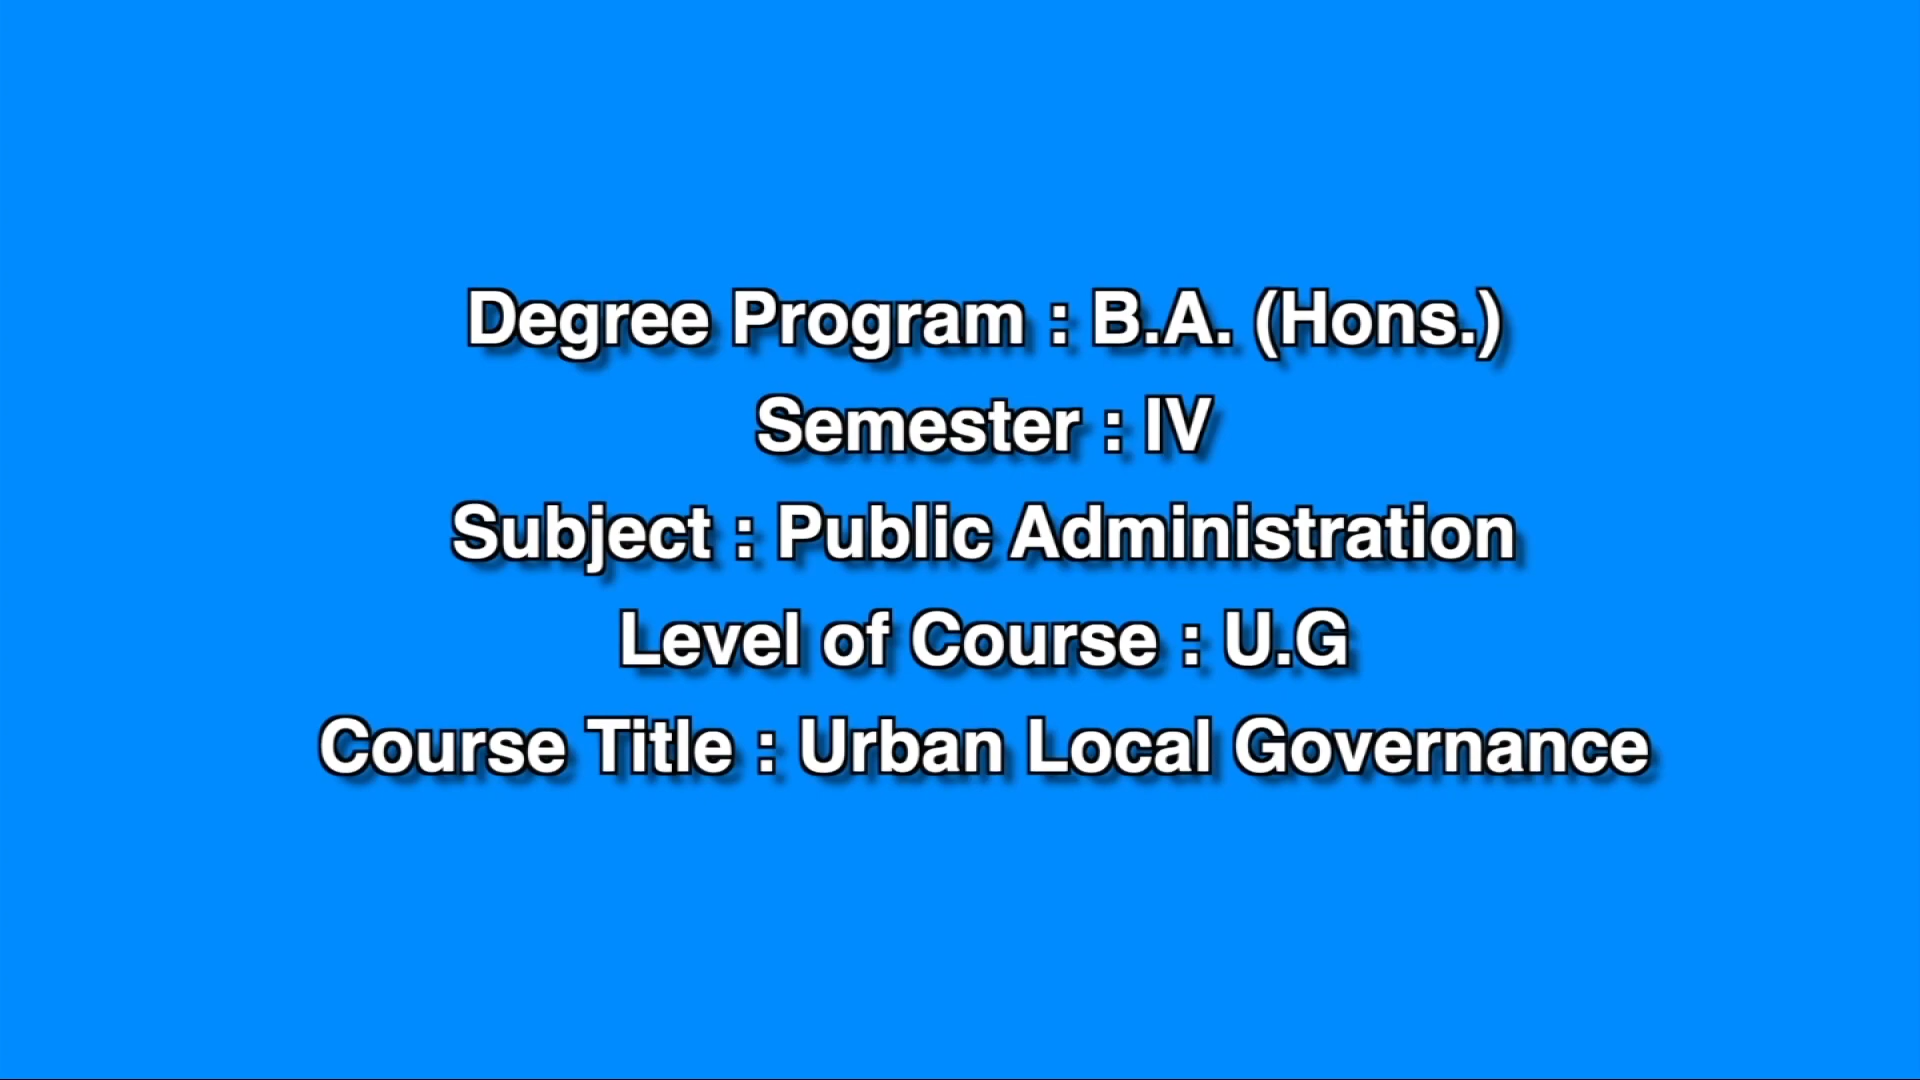 Degree Program : B.A. (Hons.)
Semester : IV
Subject : Public Administration
Level of Course : U.G
Course Title : Urban Local Governance